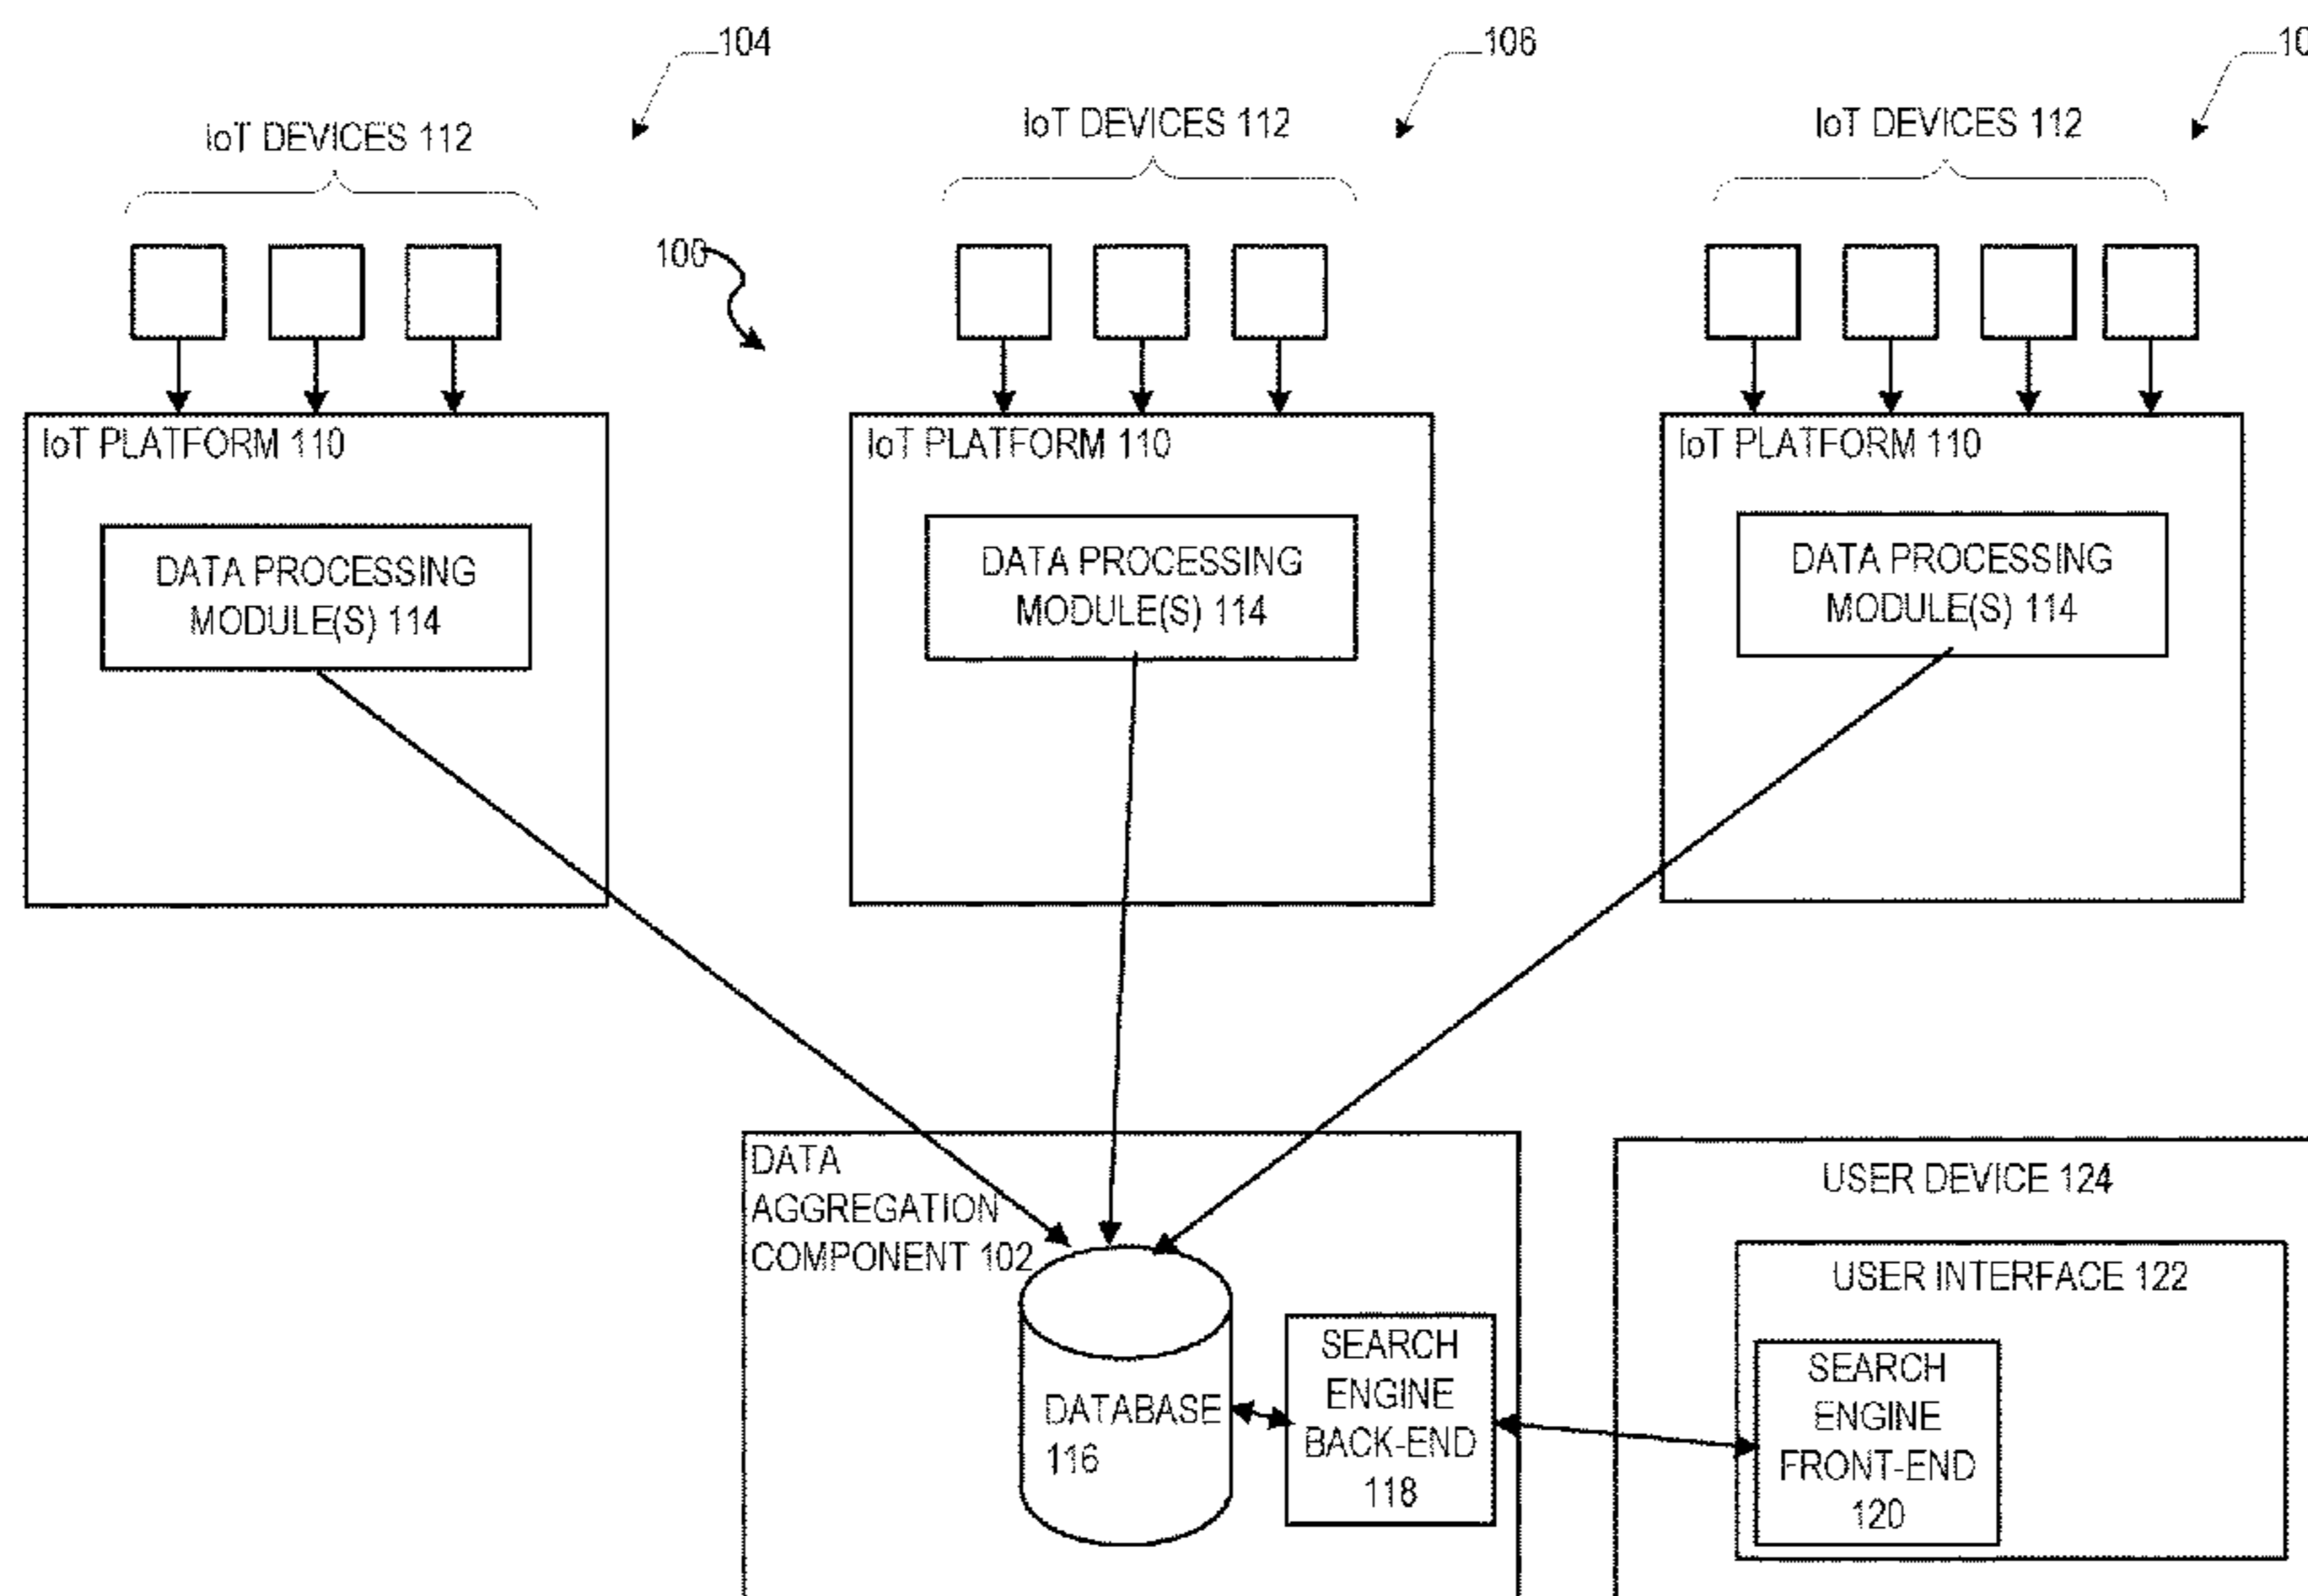 104
106
IoT DEVICES 112
IoT DEVICES 112
IoT DEVICES 112
100
IoT PLATFORM 110
IoT PLATFORM 110
IoT PLATFORM 110
DATA PROCESSING
MODULE(S) 114
DATA PROCESSING
MODULE(S) 114
DATA PROCESSING
MODULE(S) 114
DATA
AGGREGATION
COMPONENT 102
DATABASE
116
SEARCH
ENGINE
BACK-END
118
USER DEVICE 124
USER INTERFACE 122
SEARCH
ENGINE
FRONT-END
120